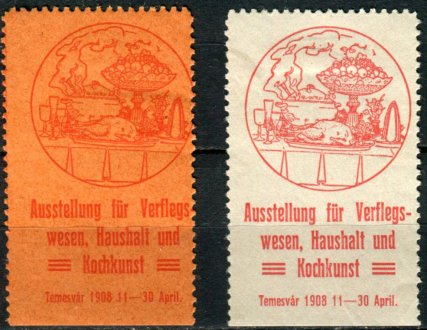 Ausstellung für Verflegs
wesen, Haushalt und
Kochkunst
Temesvár 1908 11—30 April.
Ausstellung für Verflegs-
wesen, Haushalt und
Kochkunst
Temesvár 1908 11—30 April.